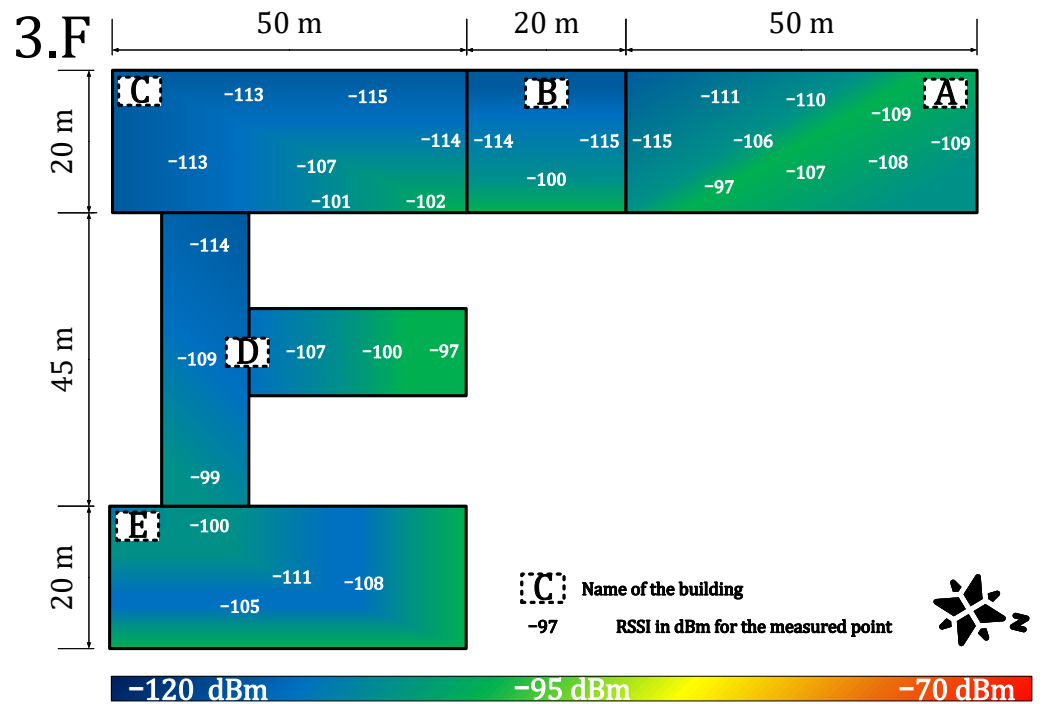 3.F
50 m 20 m 50 m
20 m
45 m
20 m
C
B
A
−113 −115
−111 −110
−109
−114 −114 −115 −115 −106 −109
−113 −107
−100
−107 −108
−97
−101 −102
−114
−109
D
−107 −100 −97
−99
E
−100
−111 −108
−105
C Name of the building
−97 RSSI in dBm for the measured point
N
−120 dBm −95 dBm −70 dBm